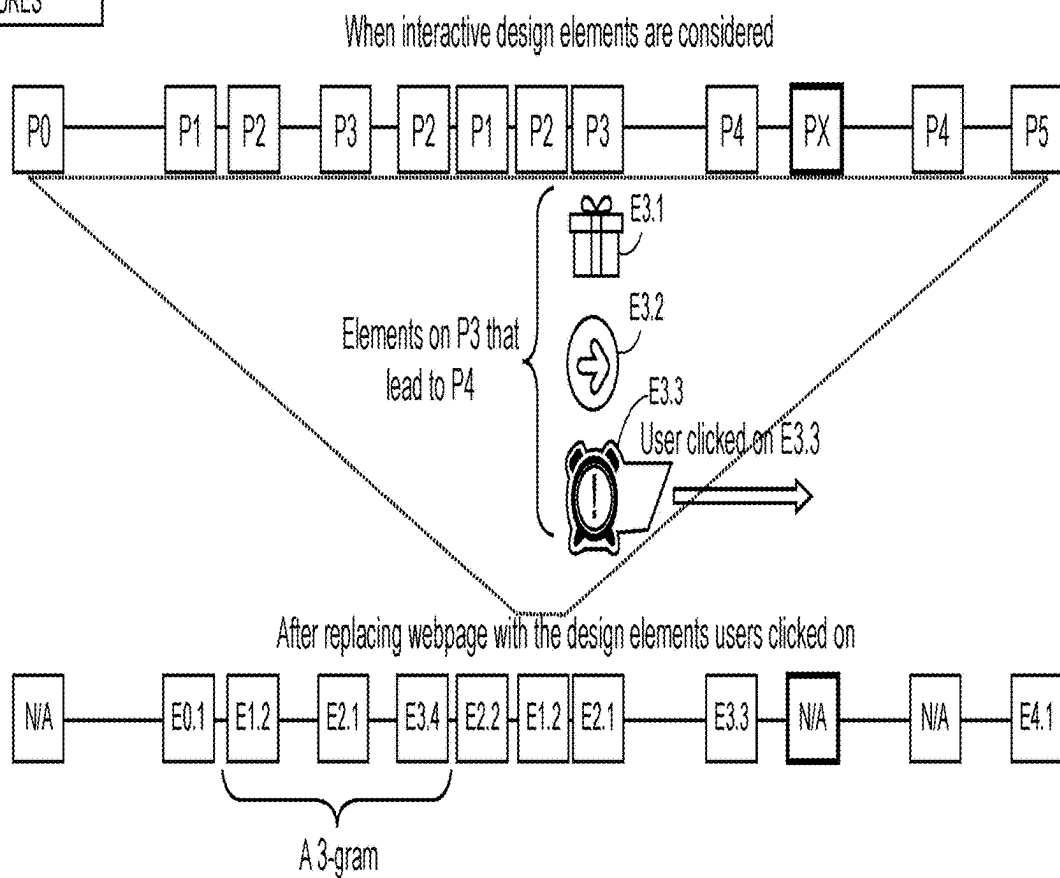 When interactive design elements are considered
P0 P1 P2 P3 P2 P1 P2 P3 P4 PX P4 P5
E3.1
E3.2
Elements on P3 that
lead to P4
E3.3
User clicked on E3.3
!
After replacing webpage with the design elements users clicked on
N/A E0.1 E1.2 E2.1 E3.4 E2.2 E1.2 E2.1 E3.3 N/A N/A E4.1
A 3-gram